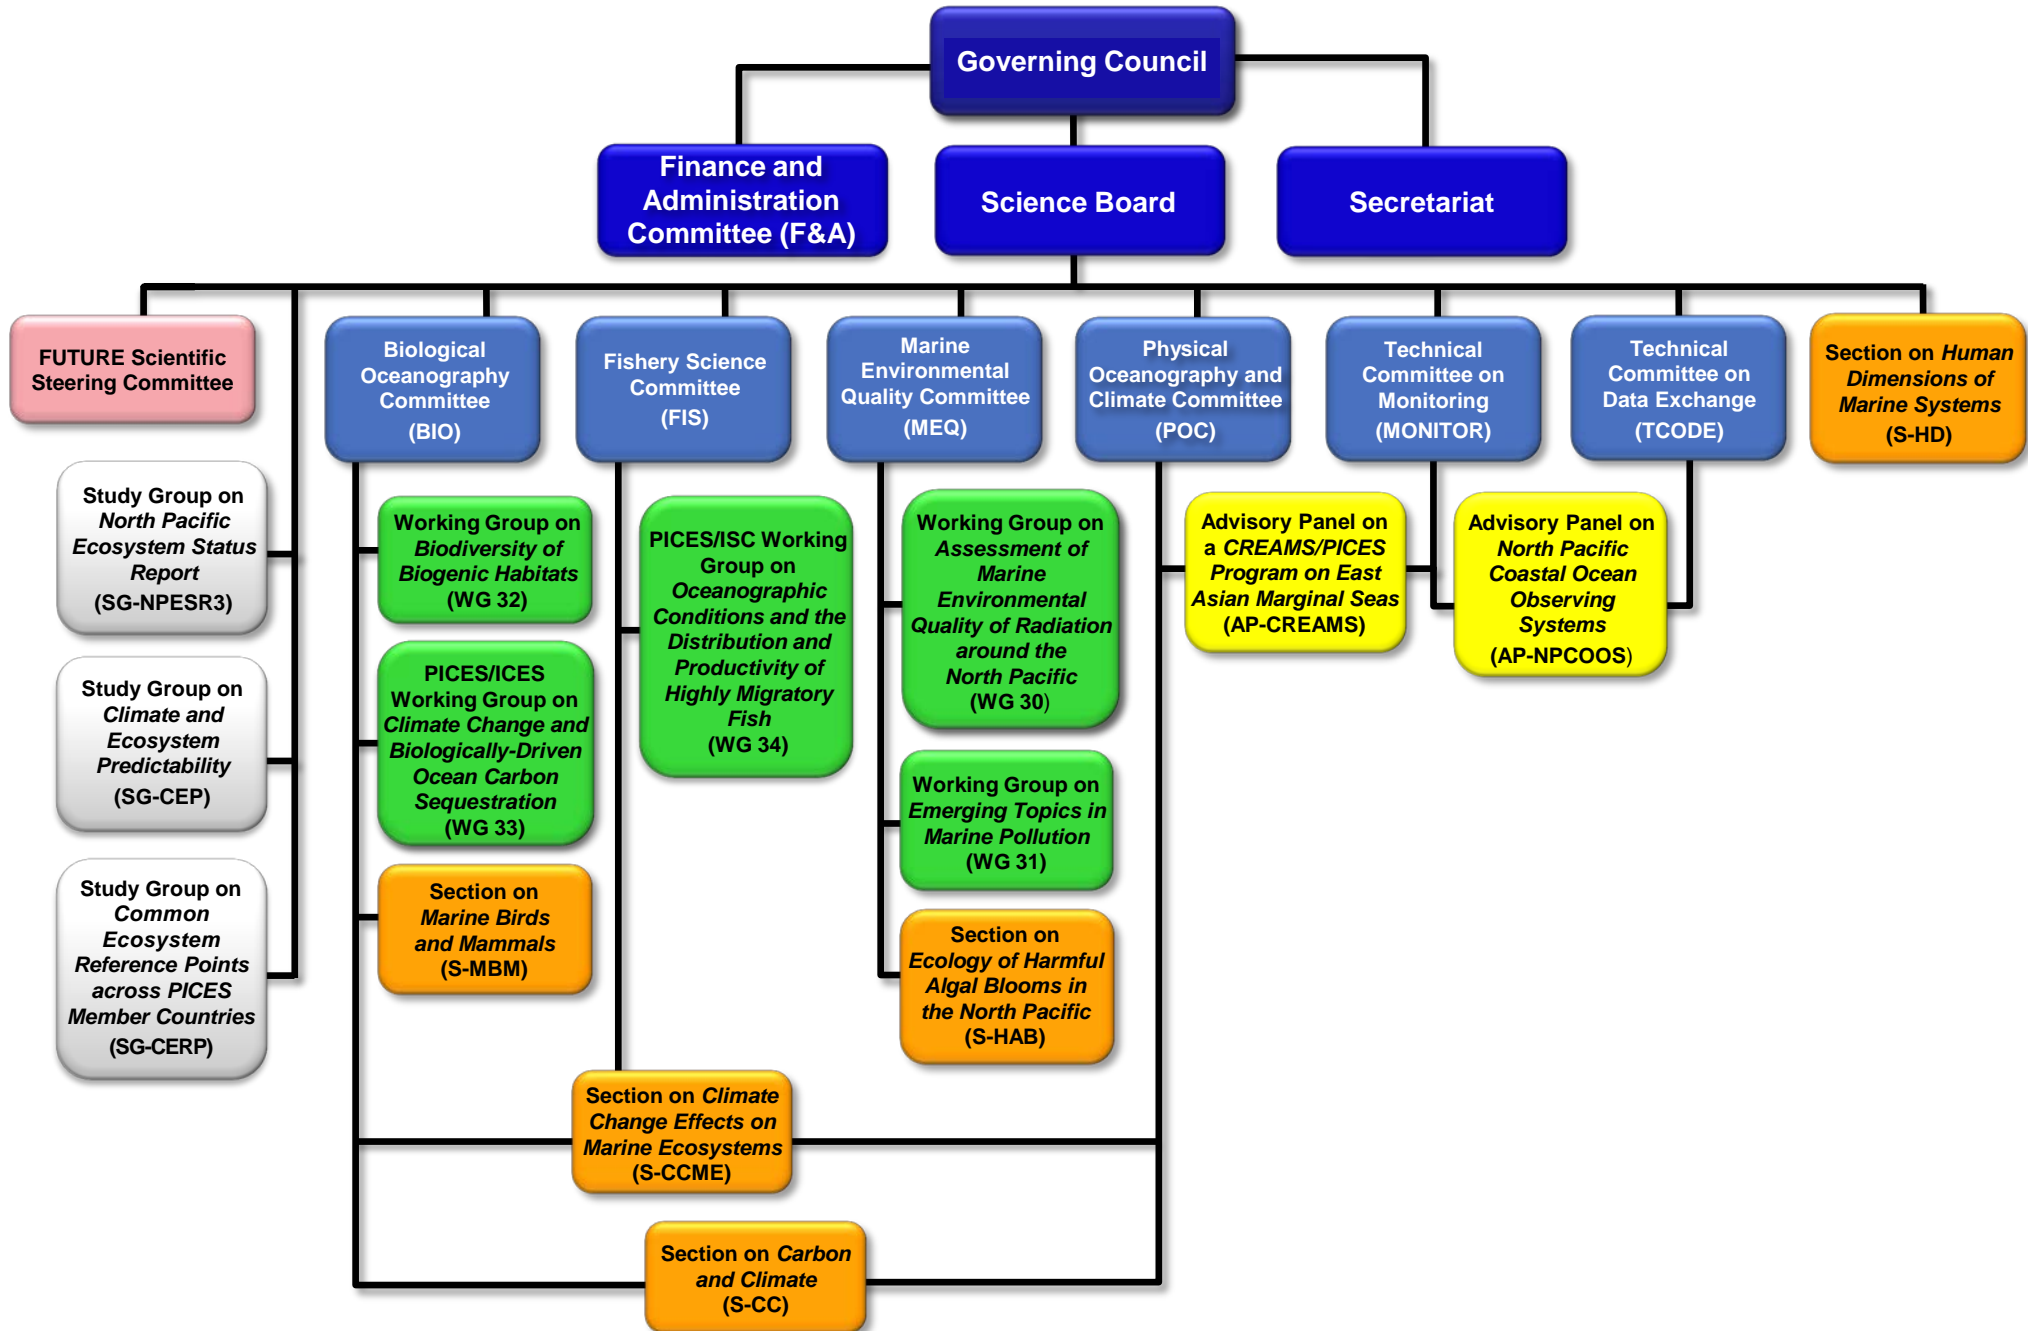 Governing Council
Finance and
Administration
Committee (F&A)
Science Board
Secretariat
FUTURE Scientific
Steering Committee
Biological
Oceanography
Committee
(BIO)
Fishery Science
Committee
(FIS)
Marine
Environmental
Quality Committee
(MEQ)
Physical
Oceanography and
Climate Committee
(POC)
Technical
Committee on
Monitoring
(MONITOR)
Technical
Committee on
Data Exchange
(TCODE)
Section on Human
Dimensions of
Marine Systems
(S-HD)
Study Group on
North Pacific
Ecosystem Status
Report
(SG-NPESR3)
Study Group on
Climate and
Ecosystem
Predictability
(SG-CEP)
Study Group on
Common
Ecosystem
Reference Points
across PICES
Member Countries
(SG-CERP)
Working Group on
Biodiversity of
Biogenic Habitats
(WG 32)
PICES/ICES
Working Group on
Climate Change and
Biologically-Driven
Ocean Carbon
Sequestration
(WG 33)
Section on
Marine Birds
and Mammals
(S-MBM)
PICES/ISC Working
Group on
Oceanographic
Conditions and the
Distribution and
Productivity of
Highly Migratory
Fish
(WG 34)
Working Group on
Assessment of
Marine
Environmental
Quality of Radiation
around the
North Pacific
(WG 30)
Working Group on
Emerging Topics in
Marine Pollution
(WG 31)
Section on
Ecology of Harmful
Algal Blooms in
the North Pacific
(S-HAB)
Advisory Panel on
a CREAMS/PICES
Program on East
Asian Marginal Seas
(AP-CREAMS)
Advisory Panel on
North Pacific
Coastal Ocean
Observing
Systems
(AP-NPCOOS)
Section on Climate
Change Effects on
Marine Ecosystems
(S-CCME)
Section on Carbon
and Climate
(S-CC)